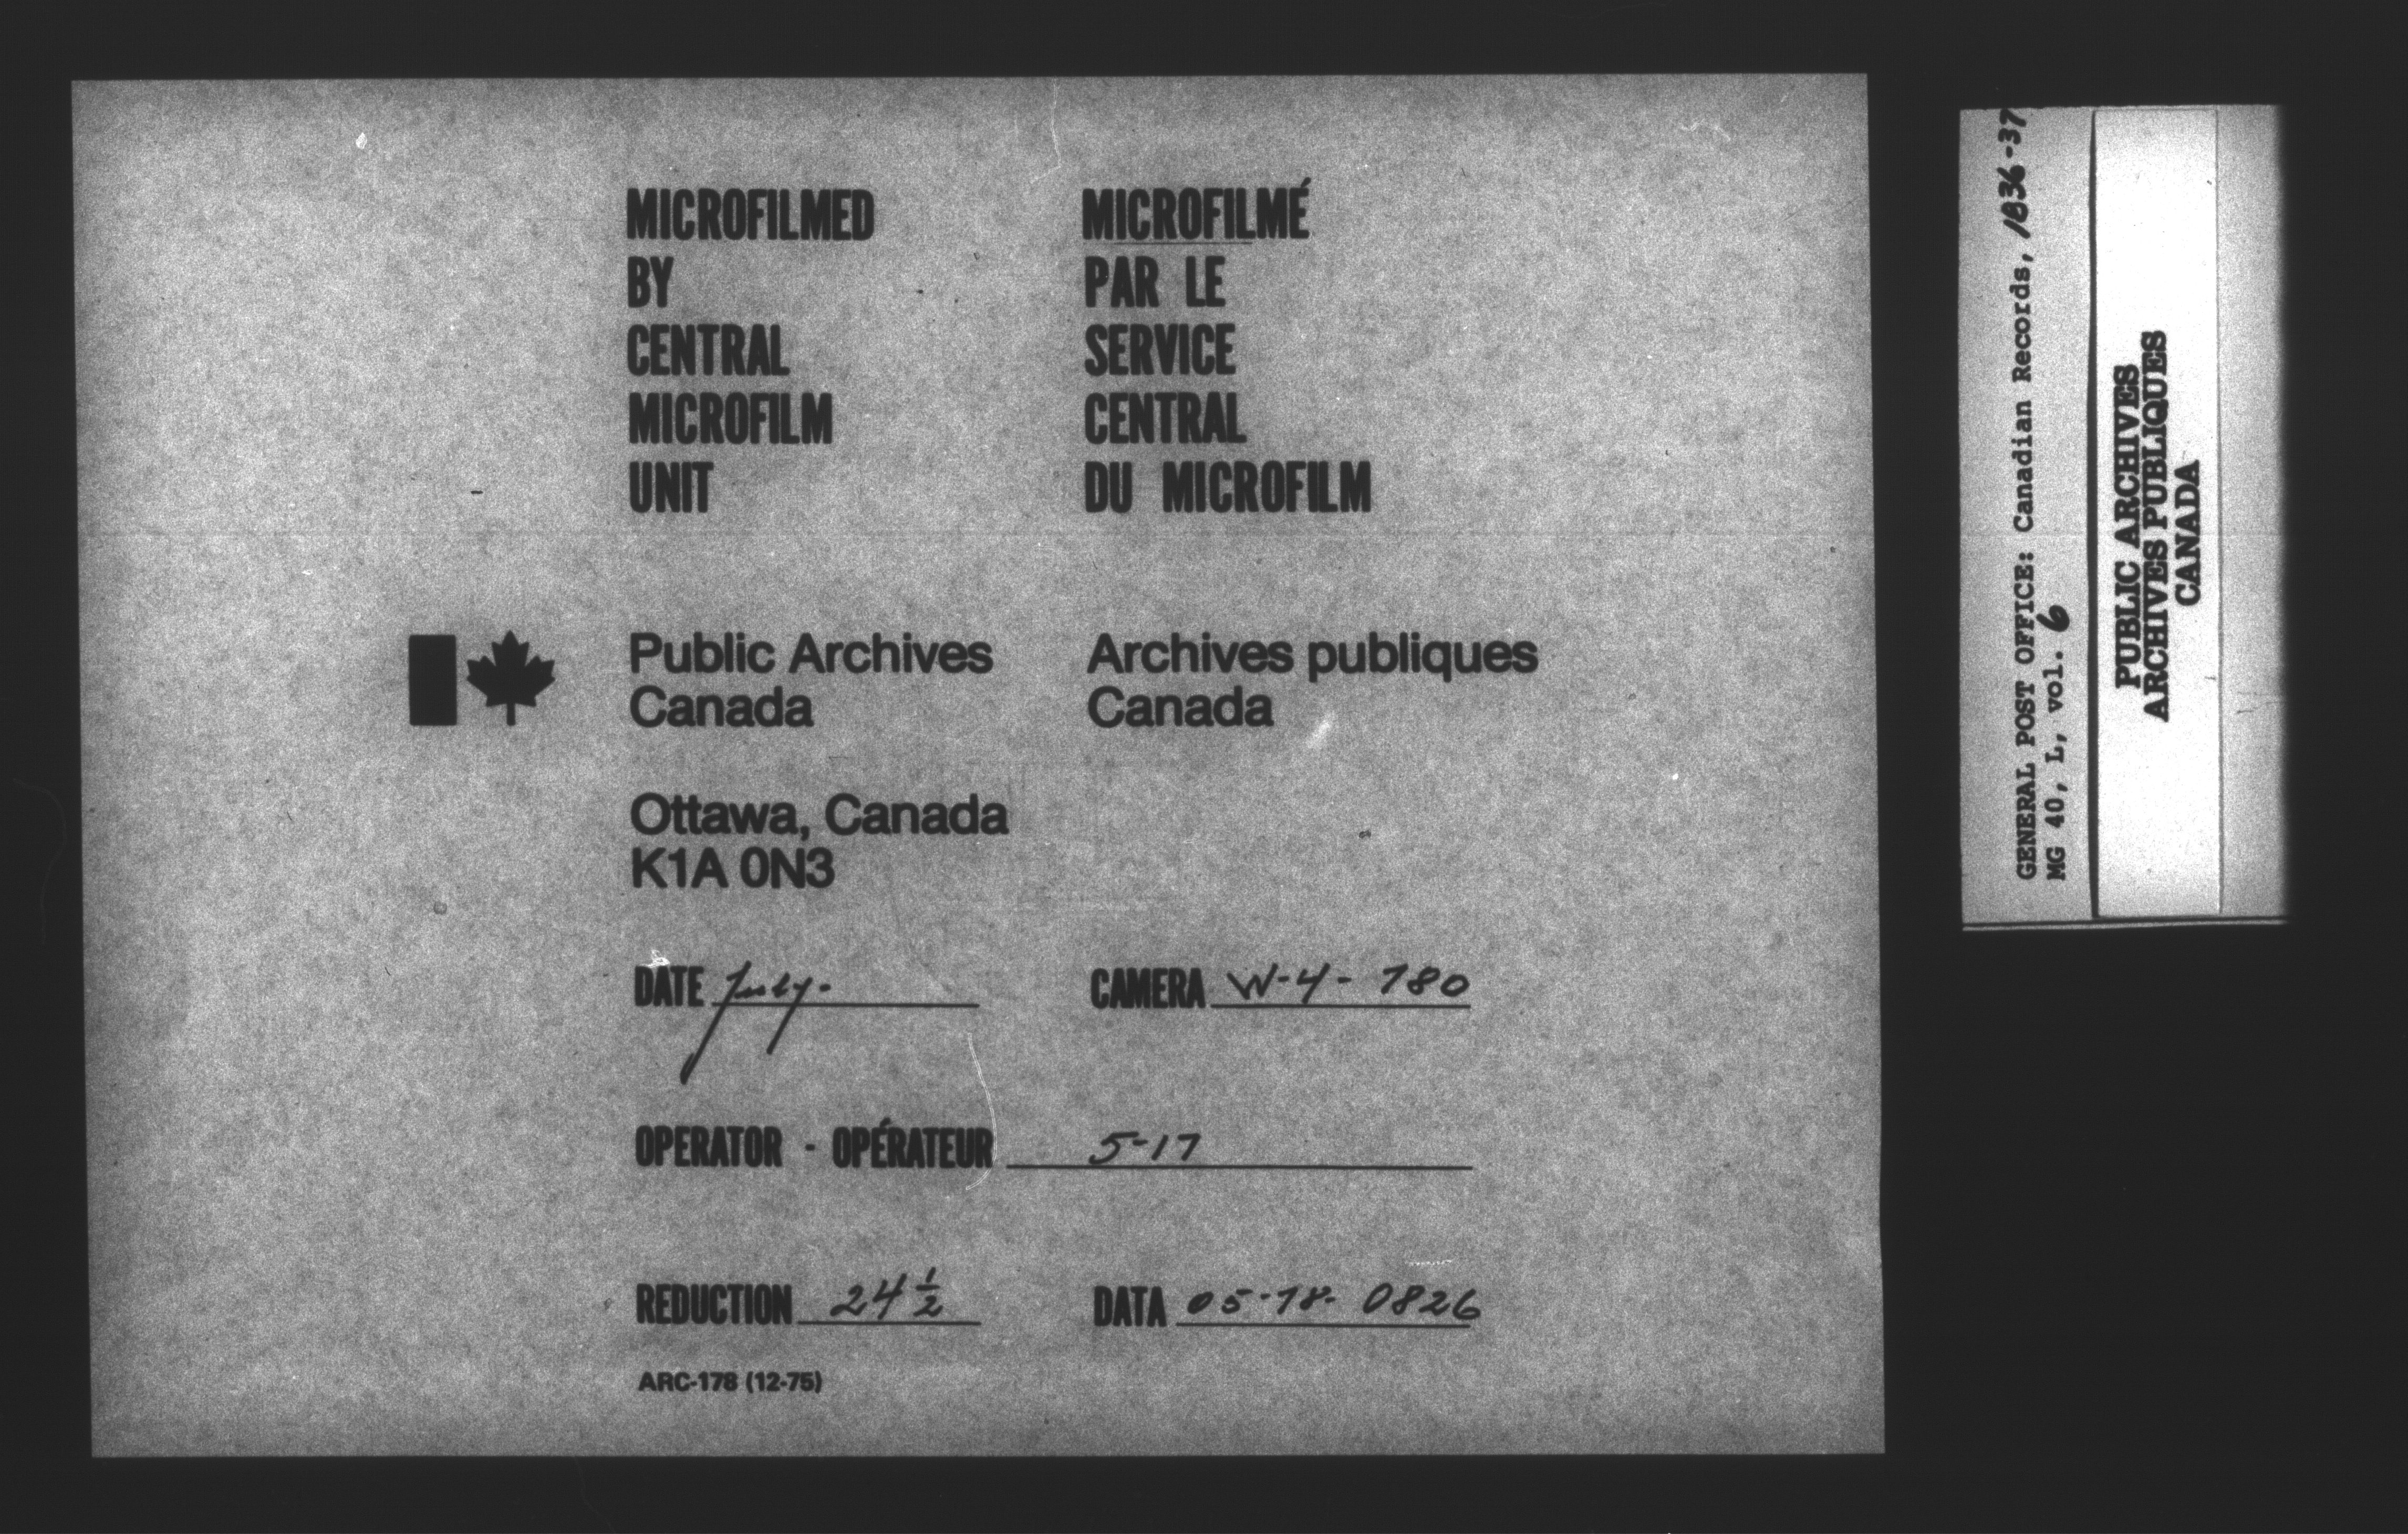 MICROFILMED
BY
CENTRAL
MICROFILM
UNIT
MICROFILMÉ
PAR LE
SERVICE
CENTRAL
DU MICROFILM
Public Archives
Canada
Archives publiques
Canada
Ottawa, Canada
K1A 0N3
DATE July.
CAMERA W-4-780
OPERATOR - OPÉRATEUR 5-17
REDUCTION 24 1/2
DATA 05-78-0826
ARC-178 (12-75)
GENERAL POST OFFICE: Canadian Records, 1836-37
MG 40, L, vol. 6
PUBLIC ARCHIVES
ARCHIVES PUBLIQUES
CANADA